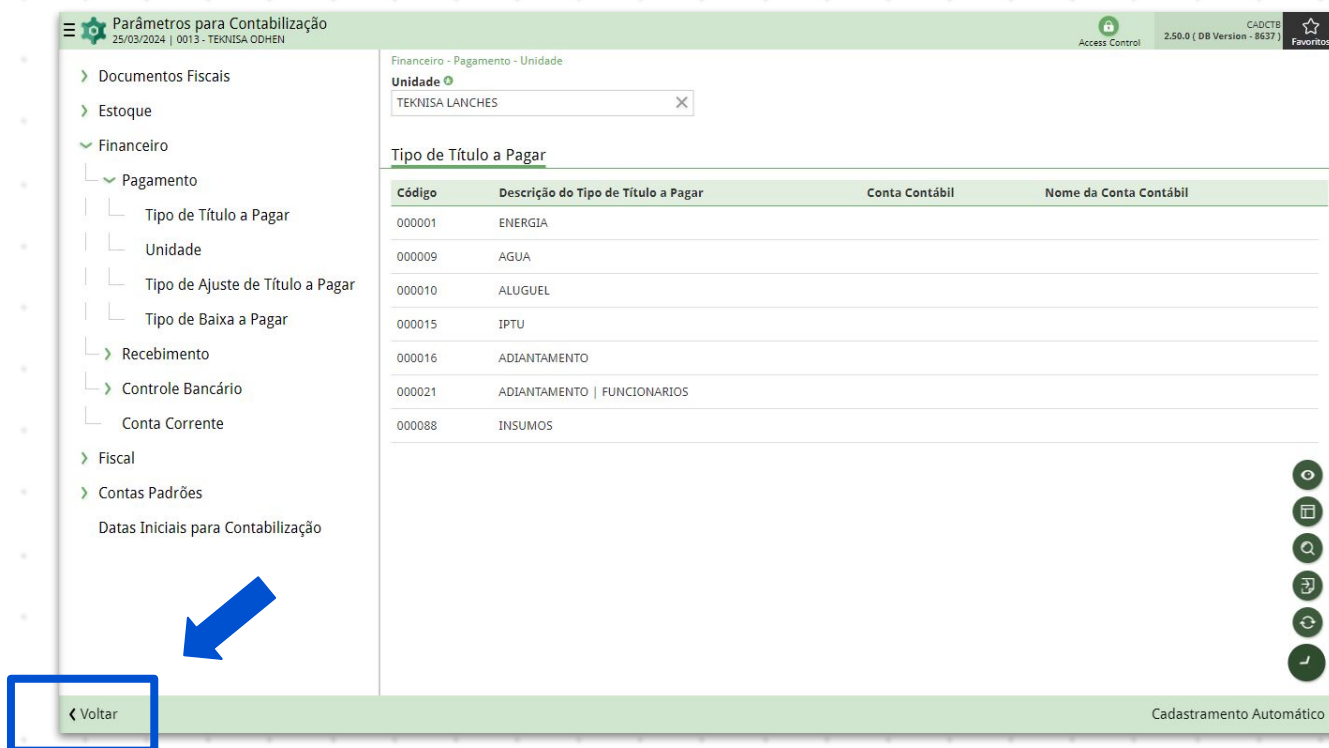 Parâmetros para Contabilização
25/03/2024 | 0013 - TEKNISA ODHEN
Access Control
CADCTB
2.50.0 ( DB Version - 8637 )
Favoritos
Documentos Fiscais
Estoque
Financeiro
Pagamento
Tipo de Título a Pagar
Unidade
Tipo de Ajuste de Título a Pagar
Tipo de Baixa a Pagar
Recebimento
Controle Bancário
Conta Corrente
Fiscal
Contas Padrões
Datas Iniciais para Contabilização
Financeiro - Pagamento - Unidade
Unidade
TEKNISA LANCHES
Tipo de Título a Pagar
Código Descrição do Tipo de Título a Pagar Conta Contábil Nome da Conta Contábil
000001 ENERGIA
000009 AGUA
000010 ALUGUEL
000015 IPTU
000016 ADIANTAMENTO
000021 ADIANTAMENTO | FUNCIONARIOS
000088 INSUMOS
Voltar
Cadastramento Automático